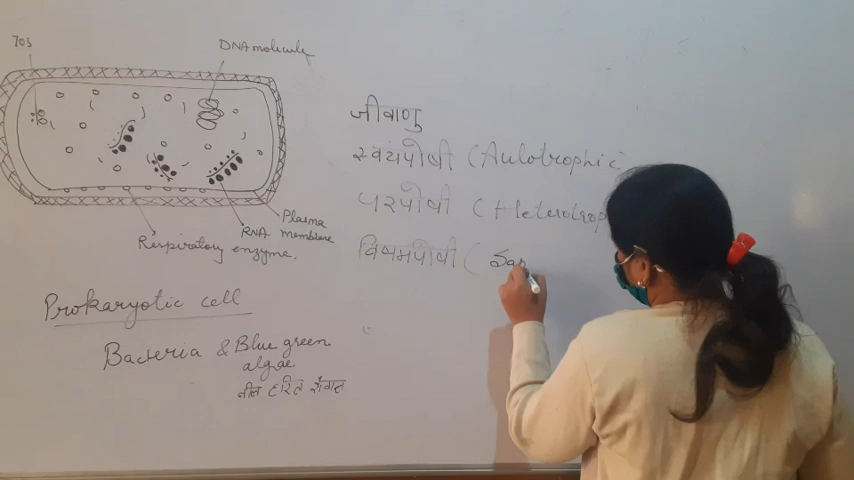 70s
DNA molecule
Plasma
RNA membrane
Respiratory enzyme.
Prokaryotic cell
Bacteria & Blue green
algae
नील हरित शैवाल
जीवाणु
स्वयंपोषी (Autotrophic
परपोषी (Heterotrop
विषमपोषी ( Sap